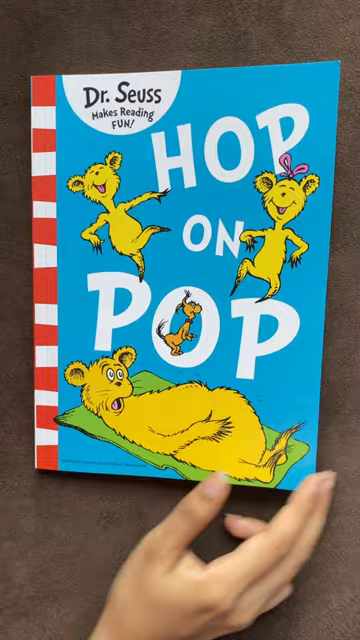 Dr. Seuss
Makes Reading
FUN!
HOP
ON
POP